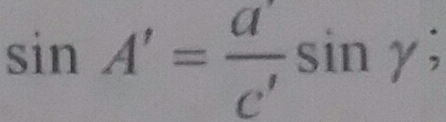 sin A' = a'/c' sin γ;